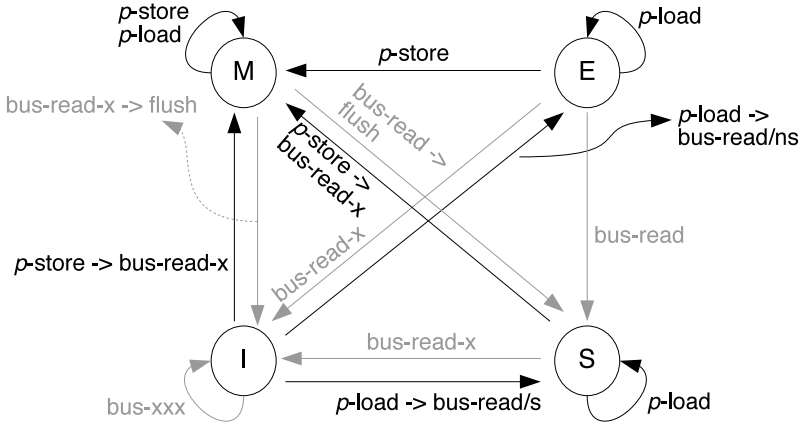 p-store
p-load
M
p-store
E
p-load
bus-read-x -> flush
bus-read ->
flush
p-load ->
bus-read/ns
p-store ->
bus-read-x
bus-read
p-store -> bus-read-x
bus-read-x
I
bus-read-x
S
bus-xxx
p-load -> bus-read/s
p-load